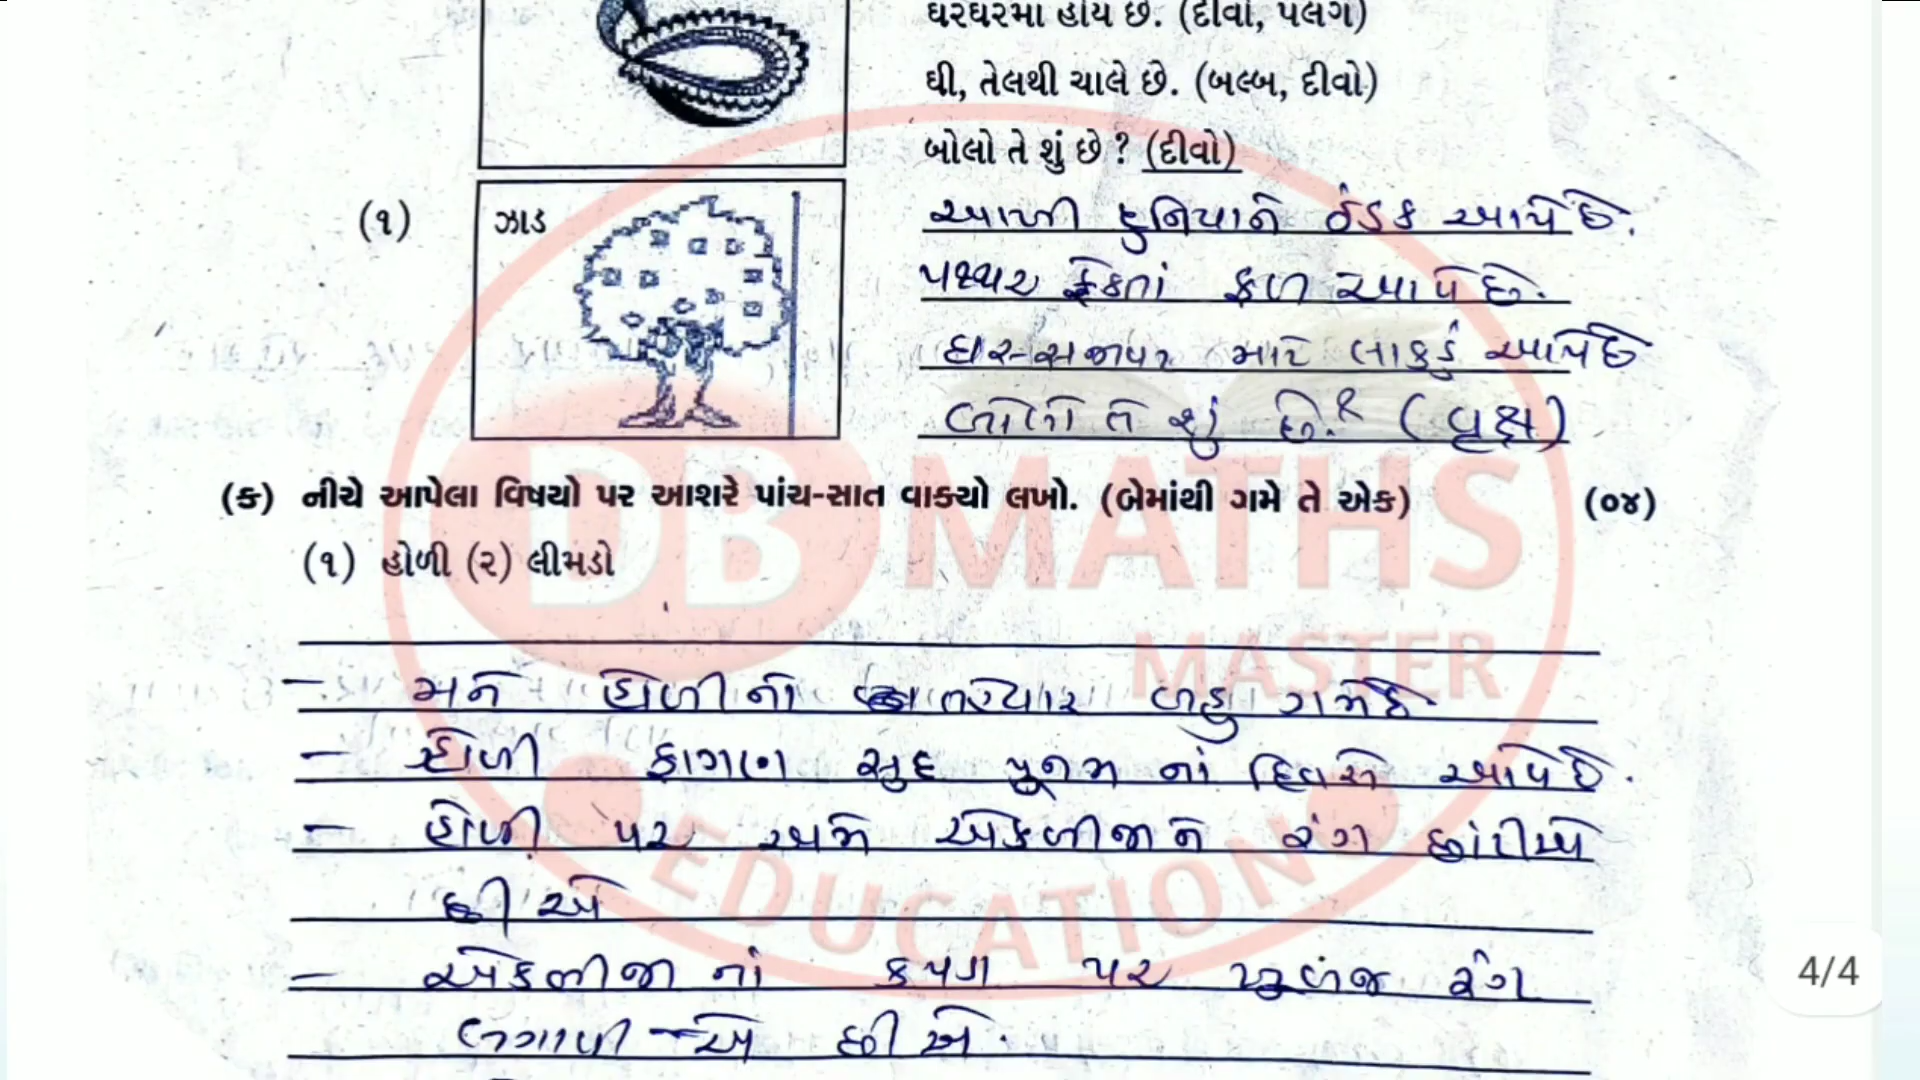 ઘરઘરમાં હોય છે. (દીવો, પલંગ)
ઘી, તેલથી ચાલે છે. (બલ્બ, દીવો)
બોલો તે શું છે ? (દીવો)
(૧) ઝાડ
આખી દુનિયાને ઠંડક આપે છે.
પથ્થર ફેંકતાં ફળ આપે છે.
ઘર-સજાવટ માટે લાકડું આપે છે
બોલો તે શું છે.? (વૃક્ષ)
(ક) નીચે આપેલા વિષયો પર આશરે પાંચ-સાત વાક્યો લખો. (બેમાંથી ગમે તે એક) (૦૪)
(૧) હોળી (૨) લીમડો
- મને હોળીનો તહેવાર બહુ ગમે છે
- હોળી ફાગણ સુદ પૂનમ નાં દિવસે આવે છે.
- હોળી પર અમે એકબીજાને રંગ છાંટીએ
છીએ
- એકબીજા નાં કપડા પર ખુબજ રંગ
લગાવી-એ છીએ.
DB MATHS
MASTER
EDUCATION
4/4